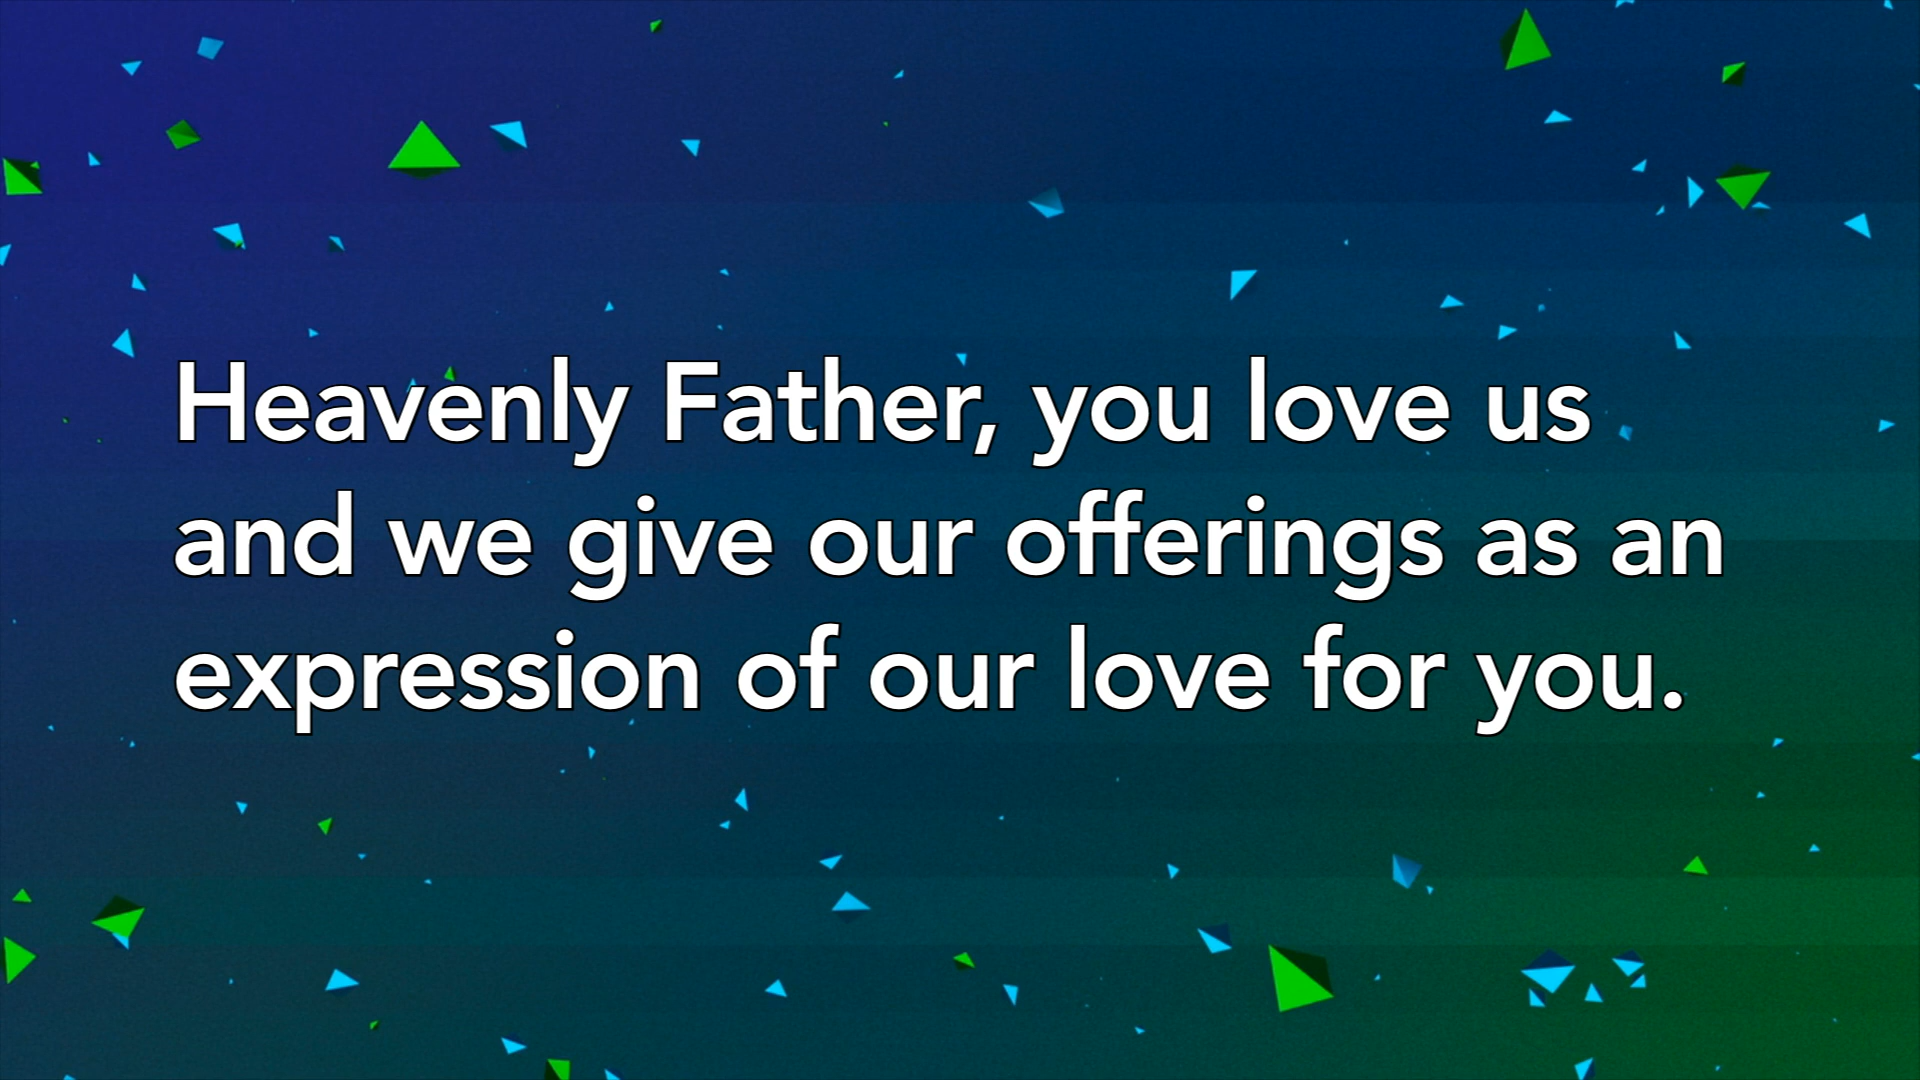 Heavenly Father, you love us
and we give our offerings as an
expression of our love for you.